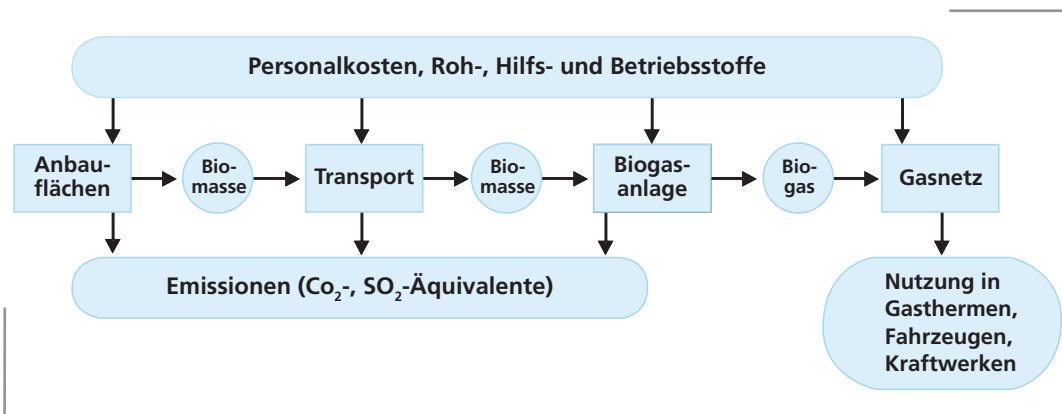 Personalkosten, Roh-, Hilfs- und Betriebsstoffe
Anbau-
flächen
Bio-
masse
Transport
Bio-
masse
Biogas-
anlage
Bio-
gas
Gasnetz
Emissionen (Co₂-, SO₂-Äquivalente)
Nutzung in
Gasthermen,
Fahrzeugen,
Kraftwerken